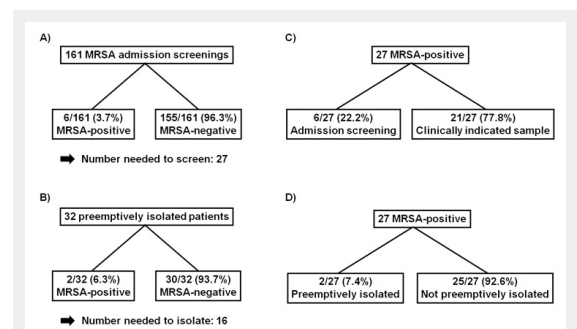 A)
161 MRSA admission screenings
6/161 (3.7%)
MRSA-positive
155/161 (96.3%)
MRSA-negative
➡ Number needed to screen: 27
B)
32 preemptively isolated patients
2/32 (6.3%)
MRSA-positive
30/32 (93.7%)
MRSA-negative
➡ Number needed to isolate: 16
C)
27 MRSA-positive
6/27 (22.2%)
Admission screening
21/27 (77.8%)
Clinically indicated sample
D)
27 MRSA-positive
2/27 (7.4%)
Preemptively isolated
25/27 (92.6%)
Not preemptively isolated